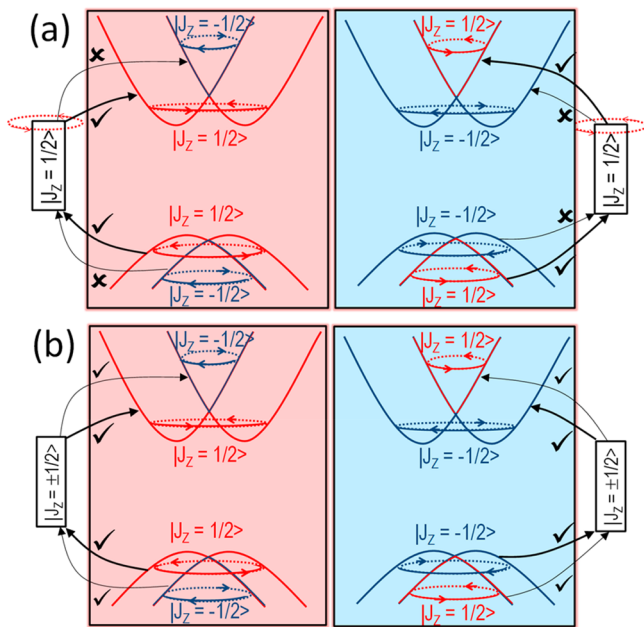 (a)
|J_Z = -1/2>
|J_Z = 1/2>
|J_Z = 1/2>
|J_Z = 1/2>
|J_Z = -1/2>
|J_Z = 1/2>
|J_Z = 1/2>
|J_Z = -1/2>
|J_Z = -1/2>
|J_Z = 1/2>
(b)
|J_Z = -1/2>
|J_Z = 1/2>
|J_Z = ±1/2>
|J_Z = 1/2>
|J_Z = -1/2>
|J_Z = 1/2>
|J_Z = -1/2>
|J_Z = ±1/2>
|J_Z = -1/2>
|J_Z = 1/2>